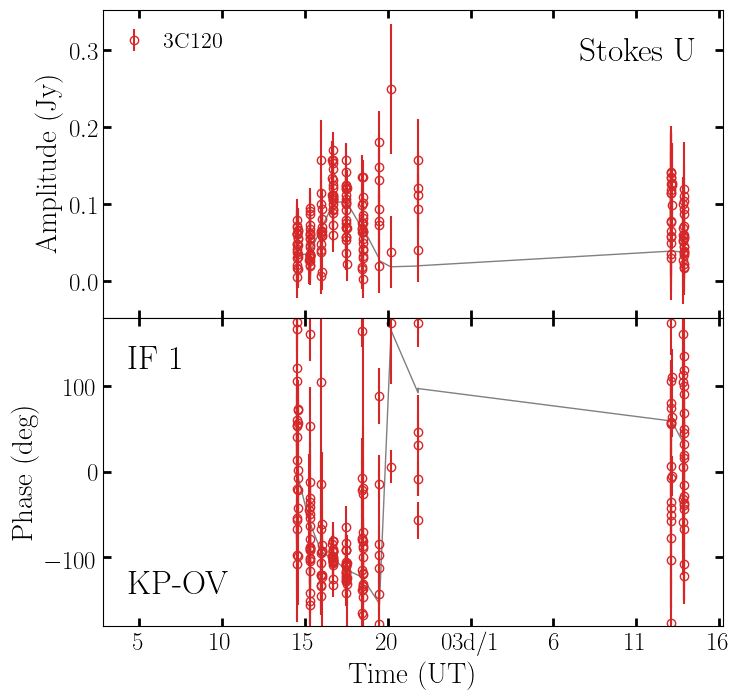 3C120
Stokes U
0.3
0.2
0.1
0.0
Amplitude (Jy)
IF 1
100
0
−100
Phase (deg)
KP-OV
5 10 15 20 03d/1 6 11 16
Time (UT)